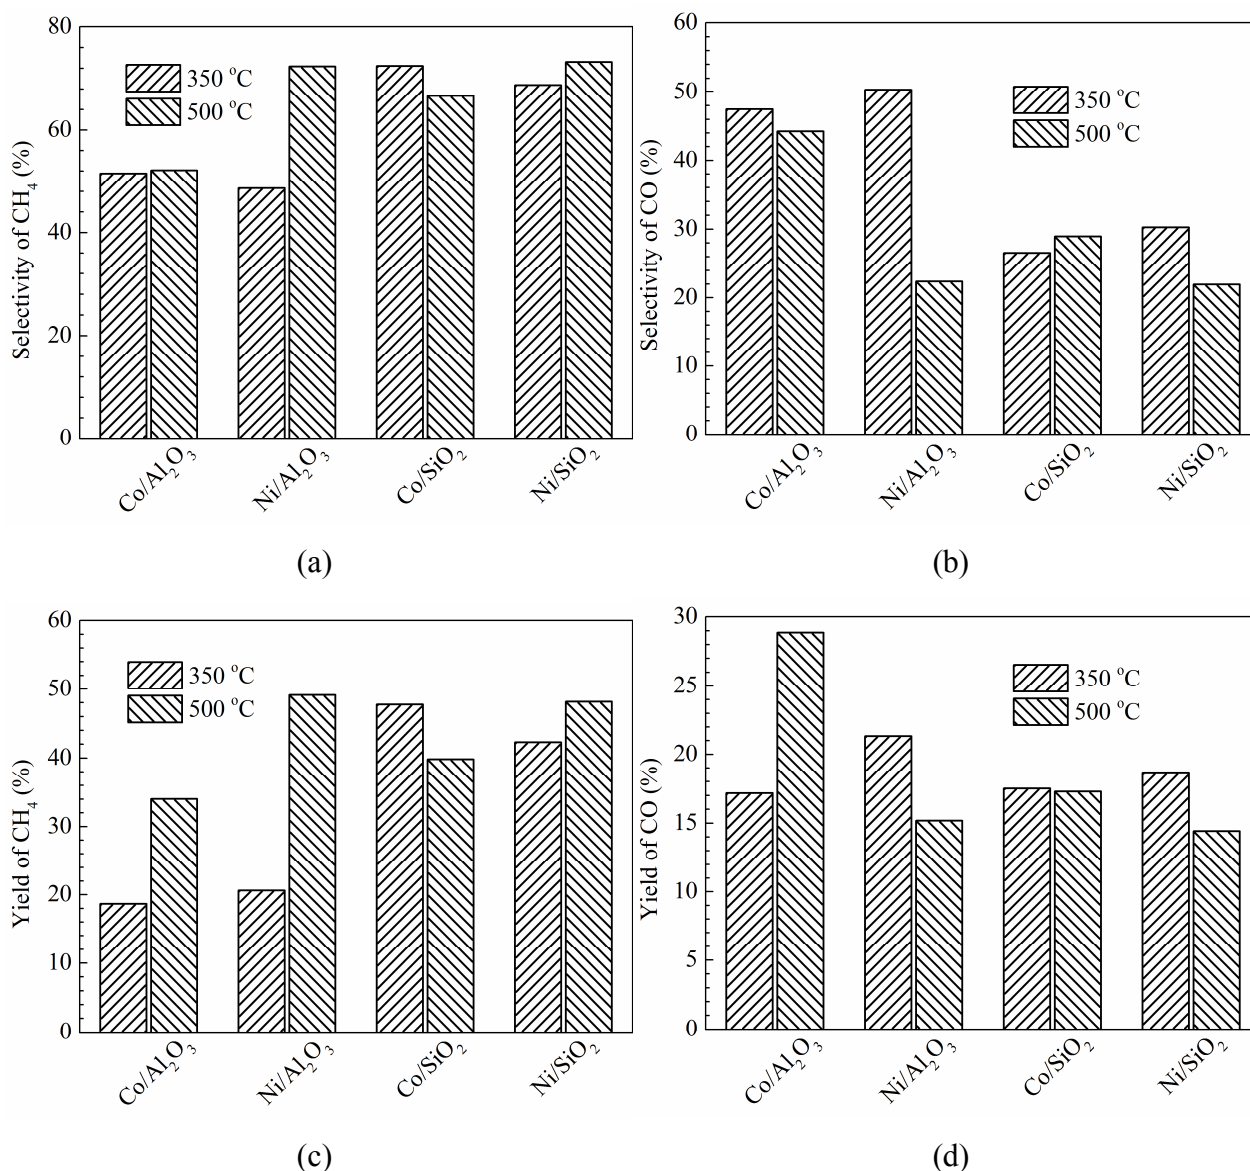 80
60
40
20
0
Selectivity of CH₄ (%)
350 °C
500 °C
Co/Al₂O₃
Ni/Al₂O₃
Co/SiO₂
Ni/SiO₂
(a)
60
50
40
30
20
10
0
Selectivity of CO (%)
350 °C
500 °C
Co/Al₂O₃
Ni/Al₂O₃
Co/SiO₂
Ni/SiO₂
(b)
60
50
40
30
20
10
0
Yield of CH₄ (%)
350 °C
500 °C
Co/Al₂O₃
Ni/Al₂O₃
Co/SiO₂
Ni/SiO₂
(c)
30
25
20
15
10
5
0
Yield of CO (%)
350 °C
500 °C
Co/Al₂O₃
Ni/Al₂O₃
Co/SiO₂
Ni/SiO₂
(d)